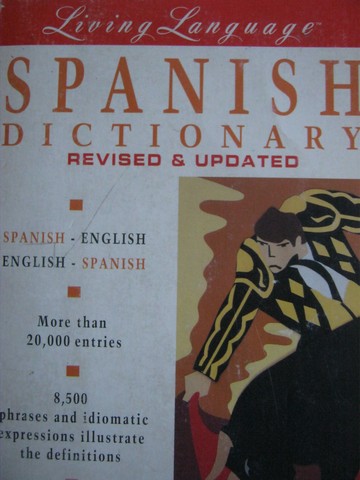 Living Language™
SPANISH
DICTIONARY
REVISED & UPDATED
SPANISH - ENGLISH
ENGLISH - SPANISH
More than
20,000 entries
8,500
phrases and idiomatic
expressions illustrate
the definitions